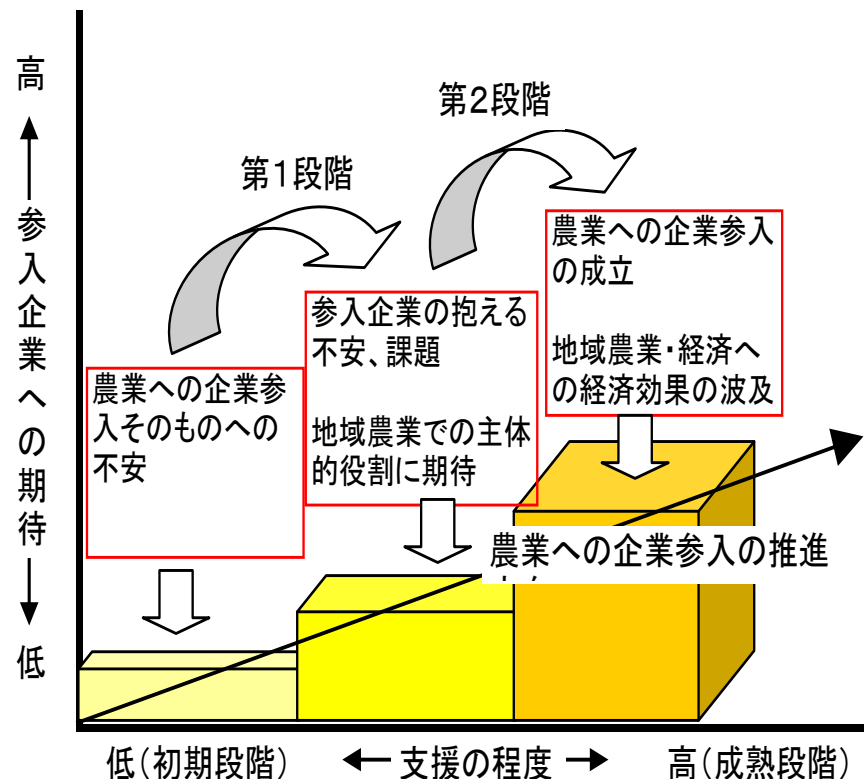 高
参入企業への期待
低
第1段階
第2段階
農業への企業参
入そのものへの
不安
参入企業の抱える
不安、課題
地域農業での主体
的役割に期待
農業への企業参入
の成立
地域農業・経済へ
の経済効果の波及
農業への企業参入の推進
低(初期段階)
支援の程度
高(成熟段階)